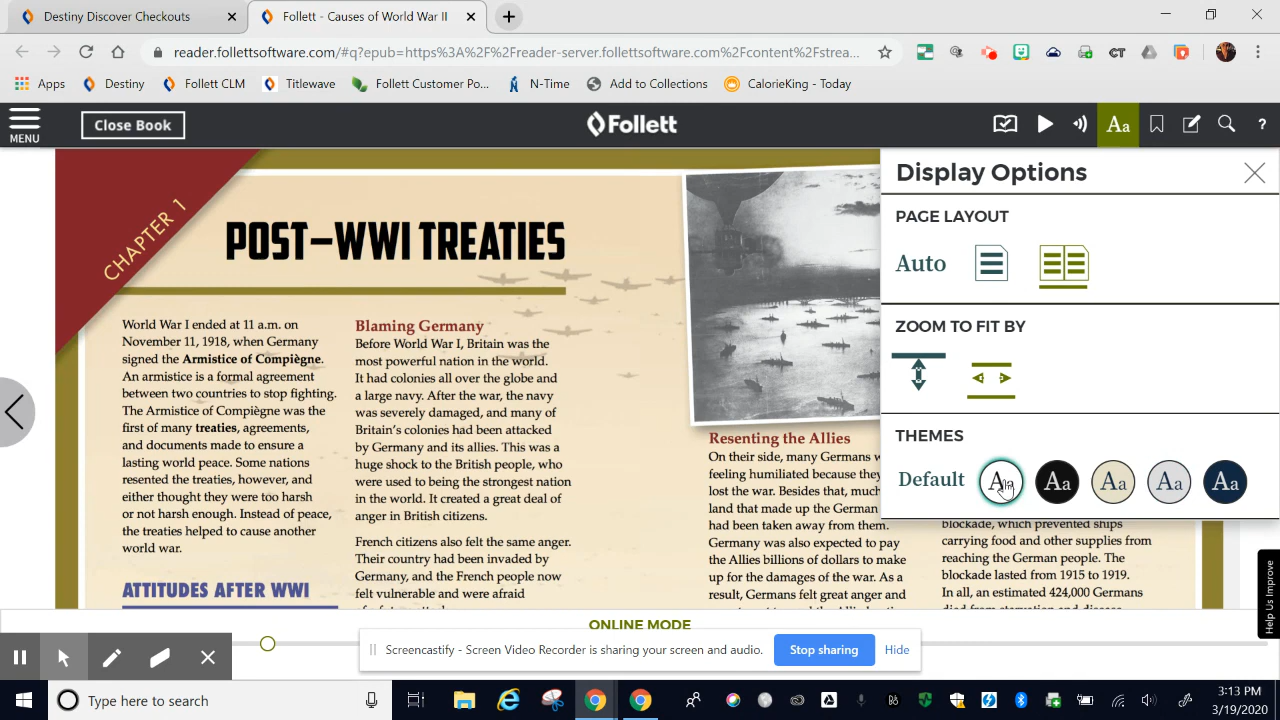 Destiny Discover Checkouts
Follett - Causes of World War II
reader.follettsoftware.com/#q?epub=https%3A%2F%2Freader-server.follettsoftware.com%2Fcontent%2Fstrea...
CT
Apps
Destiny
Follett CLM
Titlewave
Follett Customer Po...
N-Time
Add to Collections
CalorieKing - Today
MENU
Close Book
Follett
Aa
?
CHAPTER 1
POST–WWI TREATIES
World War I ended at 11 a.m. on
November 11, 1918, when Germany
signed the Armistice of Compiègne.
An armistice is a formal agreement
between two countries to stop fighting.
The Armistice of Compiègne was the
first of many treaties, agreements,
and documents made to ensure a
lasting world peace. Some nations
resented the treaties, however, and
either thought they were too harsh
or not harsh enough. Instead of peace,
the treaties helped to cause another
world war.
ATTITUDES AFTER WWI
Blaming Germany
Before World War I, Britain was the
most powerful nation in the world.
It had colonies all over the globe and
a large navy. After the war, the navy
was severely damaged, and many of
Britain's colonies had been attacked
by Germany and its allies. This was a
huge shock to the British people, who
were used to being the strongest nation
in the world. It created a great deal of
anger in British citizens.
French citizens also felt the same anger.
Their country had been invaded by
Germany, and the French people now
felt vulnerable and were afraid
Resenting the Allies
On their side, many Germans w
feeling humiliated because they
lost the war. Besides that, much
land that made up the German
had been taken away from them.
Germany was also expected to pay
the Allies billions of dollars to make
up for the damages of the war. As a
result, Germans felt great anger and
blockade, which prevented ships
carrying food and other supplies from
reaching the German people. The
blockade lasted from 1915 to 1919.
In all, an estimated 424,000 Germans
died from starvation and disease
Display Options
PAGE LAYOUT
Auto
ZOOM TO FIT BY
THEMES
Default
Aa
Aa
Aa
Aa
Aa
Help Us Improve
ONLINE MODE
Screencastify - Screen Video Recorder is sharing your screen and audio.
Stop sharing
Hide
Type here to search
3:13 PM
3/19/2020